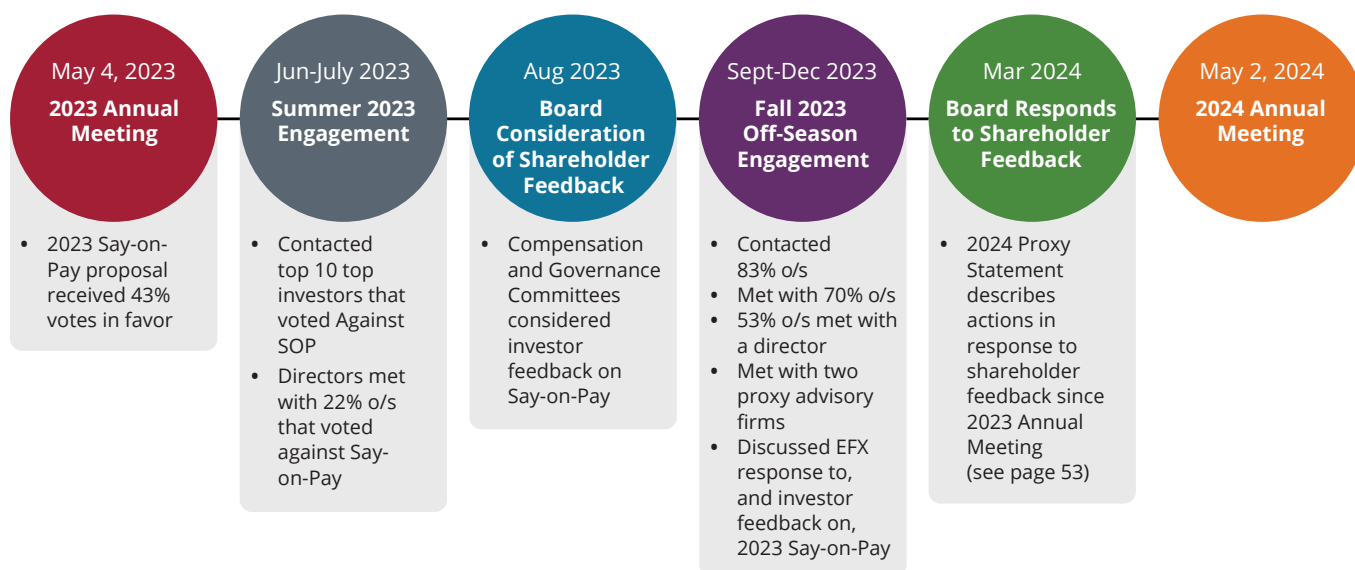 May 4, 2023
2023 Annual
Meeting
• 2023 Say-on-
Pay proposal
received 43%
votes in favor
Jun-July 2023
Summer 2023
Engagement
• Contacted
top 10 top
investors that
voted Against
SOP
• Directors met
with 22% o/s
that voted
against Say-
on-Pay
Aug 2023
Board
Consideration
of Shareholder
Feedback
• Compensation
and Governance
Committees
considered
investor
feedback on
Say-on-Pay
Sept-Dec 2023
Fall 2023
Off-Season
Engagement
• Contacted
83% o/s
• Met with 70% o/s
• 53% o/s met with
a director
• Met with two
proxy advisory
firms
• Discussed EFX
response to,
and investor
feedback on,
2023 Say-on-Pay
Mar 2024
Board Responds
to Shareholder
Feedback
• 2024 Proxy
Statement
describes
actions in
response to
shareholder
feedback since
2023 Annual
Meeting
(see page 53)
May 2, 2024
2024 Annual
Meeting